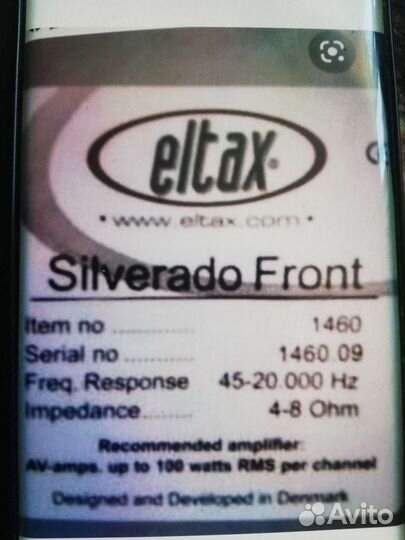 eltax®
• www.eltax.com •
Silverado Front
Item no ............ 1460
Serial no ............ 1460.09
Freq. Response 45-20.000 Hz
Impedance......... 4-8 Ohm
Recommended amplifier:
AV-amps. up to 100 watts RMS per channel
Designed and Developed in Denmark
Avito